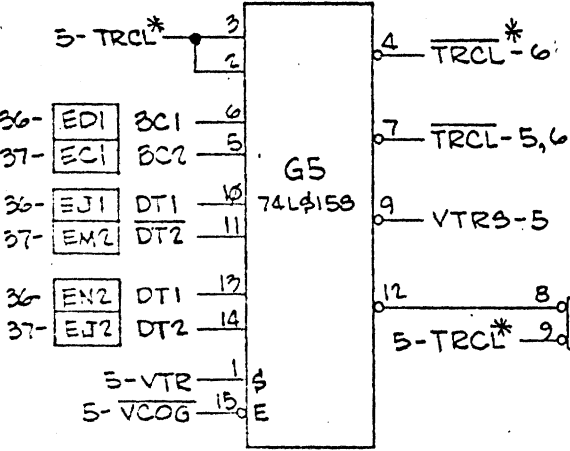 5-TRCL* 3
2
4 TRCL*-6
36- ED1 BC1 6
37- EC1 BC2 5
7 TRCL-5,6
G5
74LS158
36- EJ1 DT1 10
37- EM2 DT2 11
9 VTRS-5
36- EN2 DT1 13
37- EJ2 DT2 14
12 8
5-TRCL* 9
5-VTR 1 S
5-VCOG 15 E